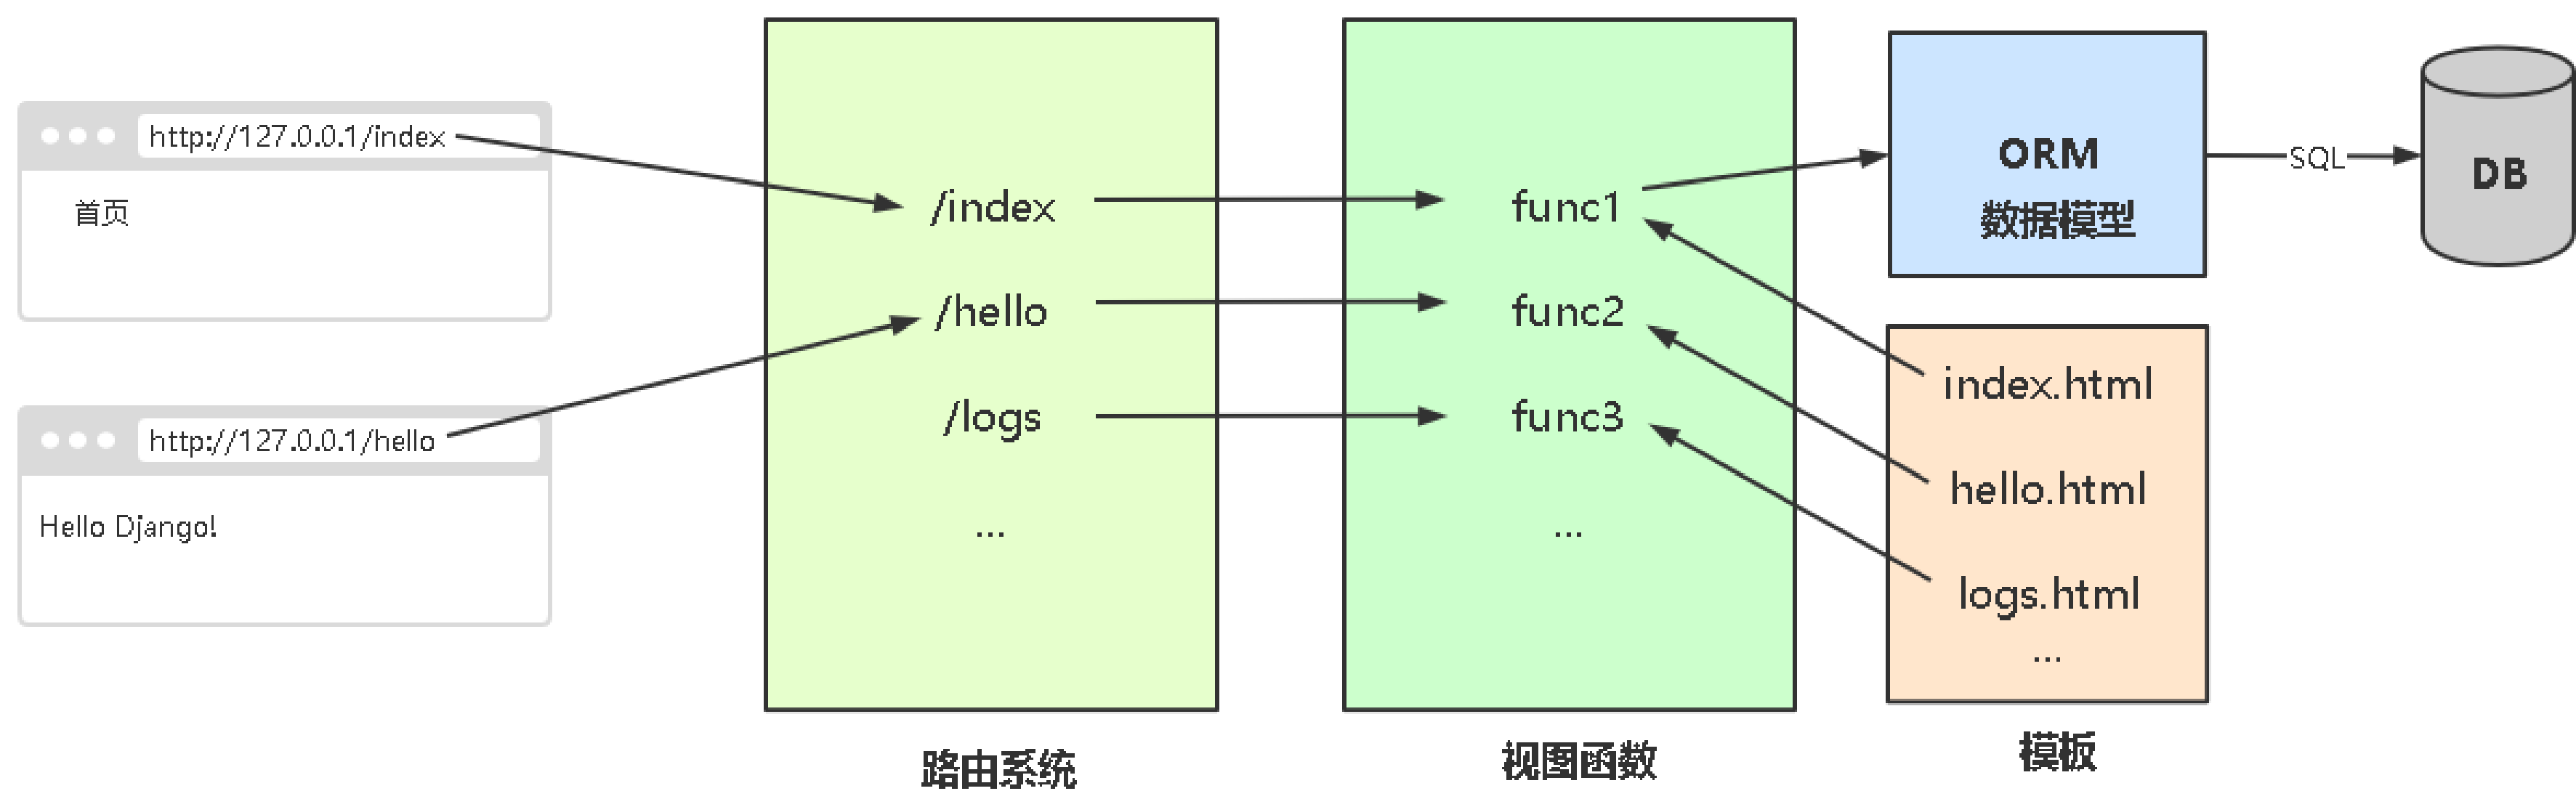 http://127.0.0.1/index
首页
http://127.0.0.1/hello
Hello Django!
/index
/hello
/logs
...
路由系统
func1
func2
func3
...
视图函数
ORM
数据模型
SQL
DB
index.html
hello.html
logs.html
...
模板